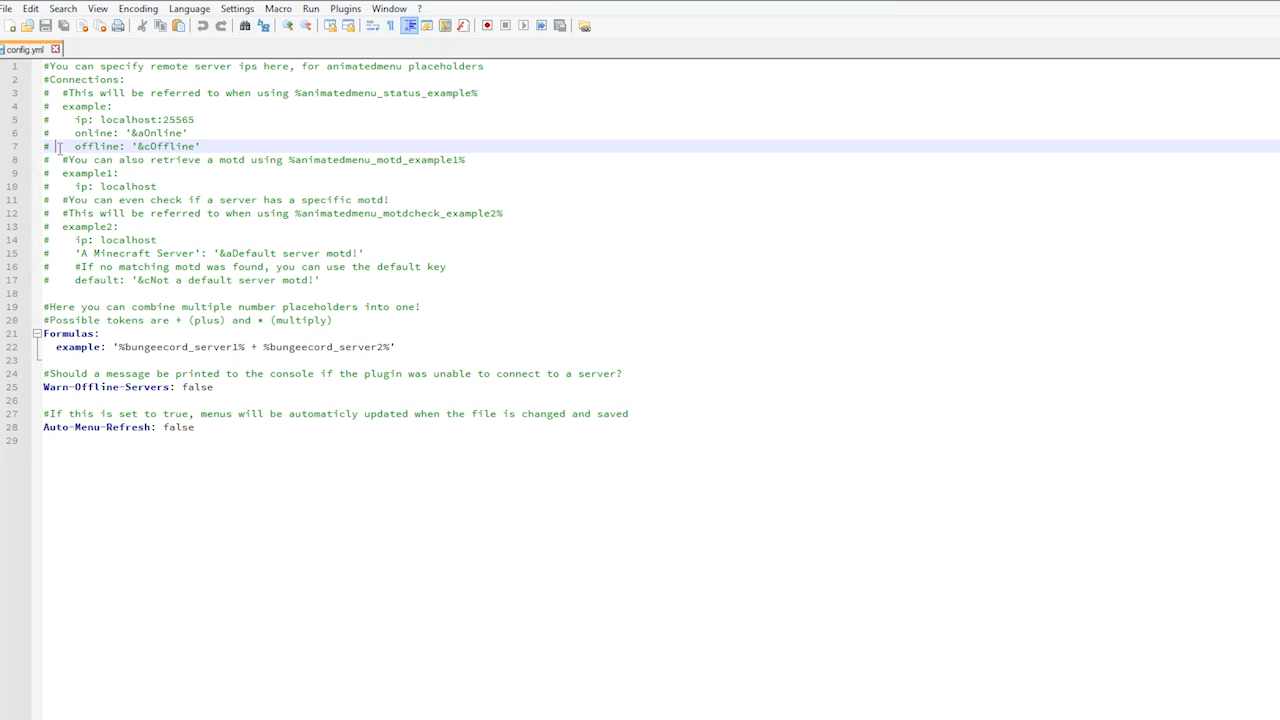 File Edit Search View Encoding Language Settings Macro Run Plugins Window ?
config.yml
1 #You can specify remote server ips here, for animatedmenu placeholders
2 #Connections:
3 #  #This will be referred to when using %animatedmenu_status_example%
4 #  example:
5 #    ip: localhost:25565
6 #    online: '&aOnline'
7 #    offline: '&cOffline'
8 #  #You can also retrieve a motd using %animatedmenu_motd_example1%
9 #  example1:
10 #    ip: localhost
11 #  #You can even check if a server has a specific motd!
12 #  #This will be referred to when using %animatedmenu_motdcheck_example2%
13 #  example2:
14 #    ip: localhost
15 #    'A Minecraft Server': '&aDefault server motd!'
16 #    #If no matching motd was found, you can use the default key
17 #    default: '&cNot a default server motd!'
18
19 #Here you can combine multiple number placeholders into one!
20 #Possible tokens are + (plus) and * (multiply)
21 Formulas:
22   example: '%bungeecord_server1% + %bungeecord_server2%'
23
24 #Should a message be printed to the console if the plugin was unable to connect to a server?
25 Warn-Offline-Servers: false
26
27 #If this is set to true, menus will be automaticly updated when the file is changed and saved
28 Auto-Menu-Refresh: false
29